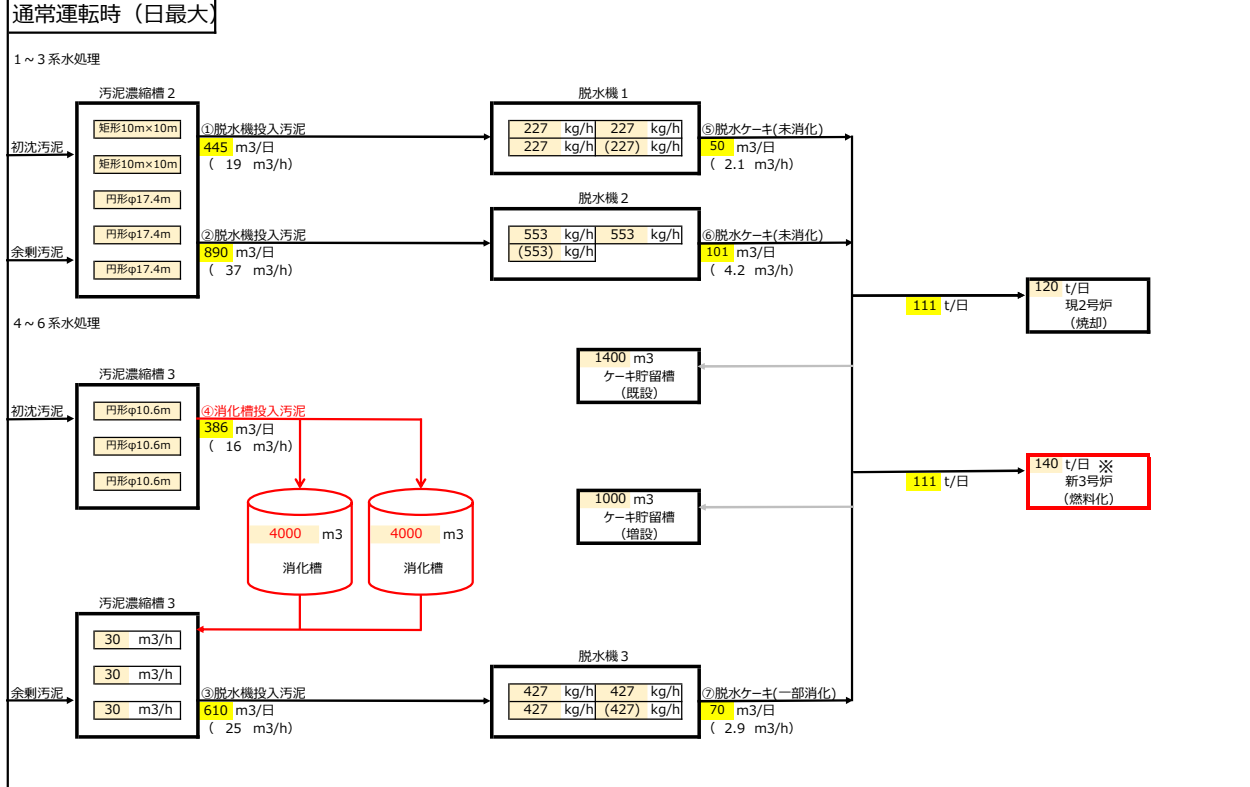 通常運転時（日最大）
1～3系水処理
汚泥濃縮槽2
矩形10m×10m
矩形10m×10m
円形φ17.4m
円形φ17.4m
円形φ17.4m
初沈汚泥
余剰汚泥
①脱水機投入汚泥
445 m3/日
( 19 m3/h)
②脱水機投入汚泥
890 m3/日
( 37 m3/h)
脱水機1
227 kg/h 227 kg/h
227 kg/h (227) kg/h
脱水機2
553 kg/h 553 kg/h
(553) kg/h
⑤脱水ケーキ(未消化)
50 m3/日
( 2.1 m3/h)
⑥脱水ケーキ(未消化)
101 m3/日
( 4.2 m3/h)
111 t/日
120 t/日
現2号炉
(焼却)
4～6系水処理
汚泥濃縮槽3
円形φ10.6m
円形φ10.6m
円形φ10.6m
初沈汚泥
④消化槽投入汚泥
386 m3/日
( 16 m3/h)
1400 m3
ケーキ貯留槽
(既設)
1000 m3
ケーキ貯留槽
(増設)
111 t/日
140 t/日 ※
新3号炉
(燃料化)
4000 m3
消化槽
4000 m3
消化槽
汚泥濃縮槽3
30 m3/h
30 m3/h
30 m3/h
余剰汚泥
③脱水機投入汚泥
610 m3/日
( 25 m3/h)
脱水機3
427 kg/h 427 kg/h
427 kg/h (427) kg/h
⑦脱水ケーキ(一部消化)
70 m3/日
( 2.9 m3/h)